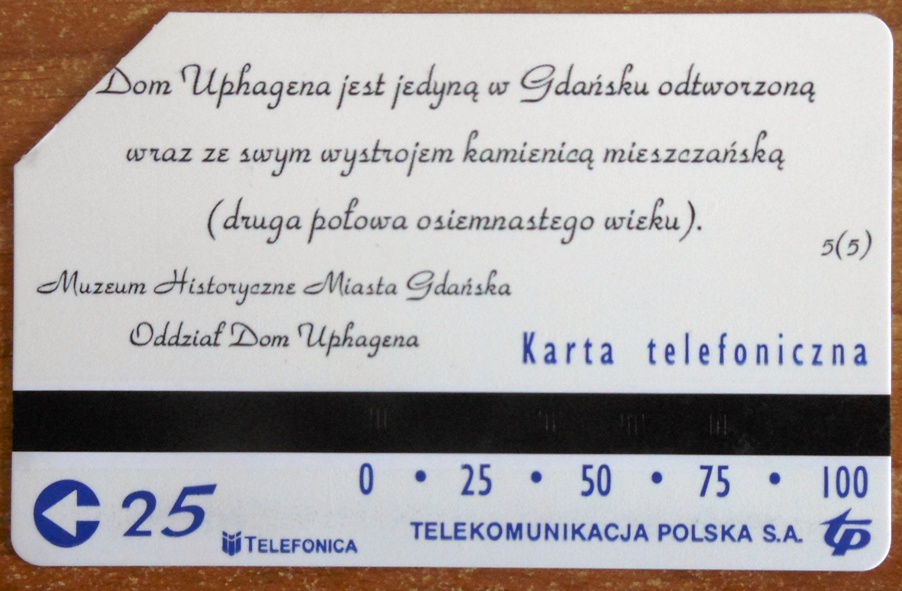 Dom Uphagena jest jedyną w Gdańsku odtworzoną
wraz ze swym wystrojem kamienicą mieszczańską
(druga połowa osiemnastego wieku).
5(5)
Muzeum Historyczne Miasta Gdańska
Oddział Dom Uphagena
Karta telefoniczna
0 • 25 • 50 • 75 • 100
25
TELEFONICA
TELEKOMUNIKACJA POLSKA S.A. tp